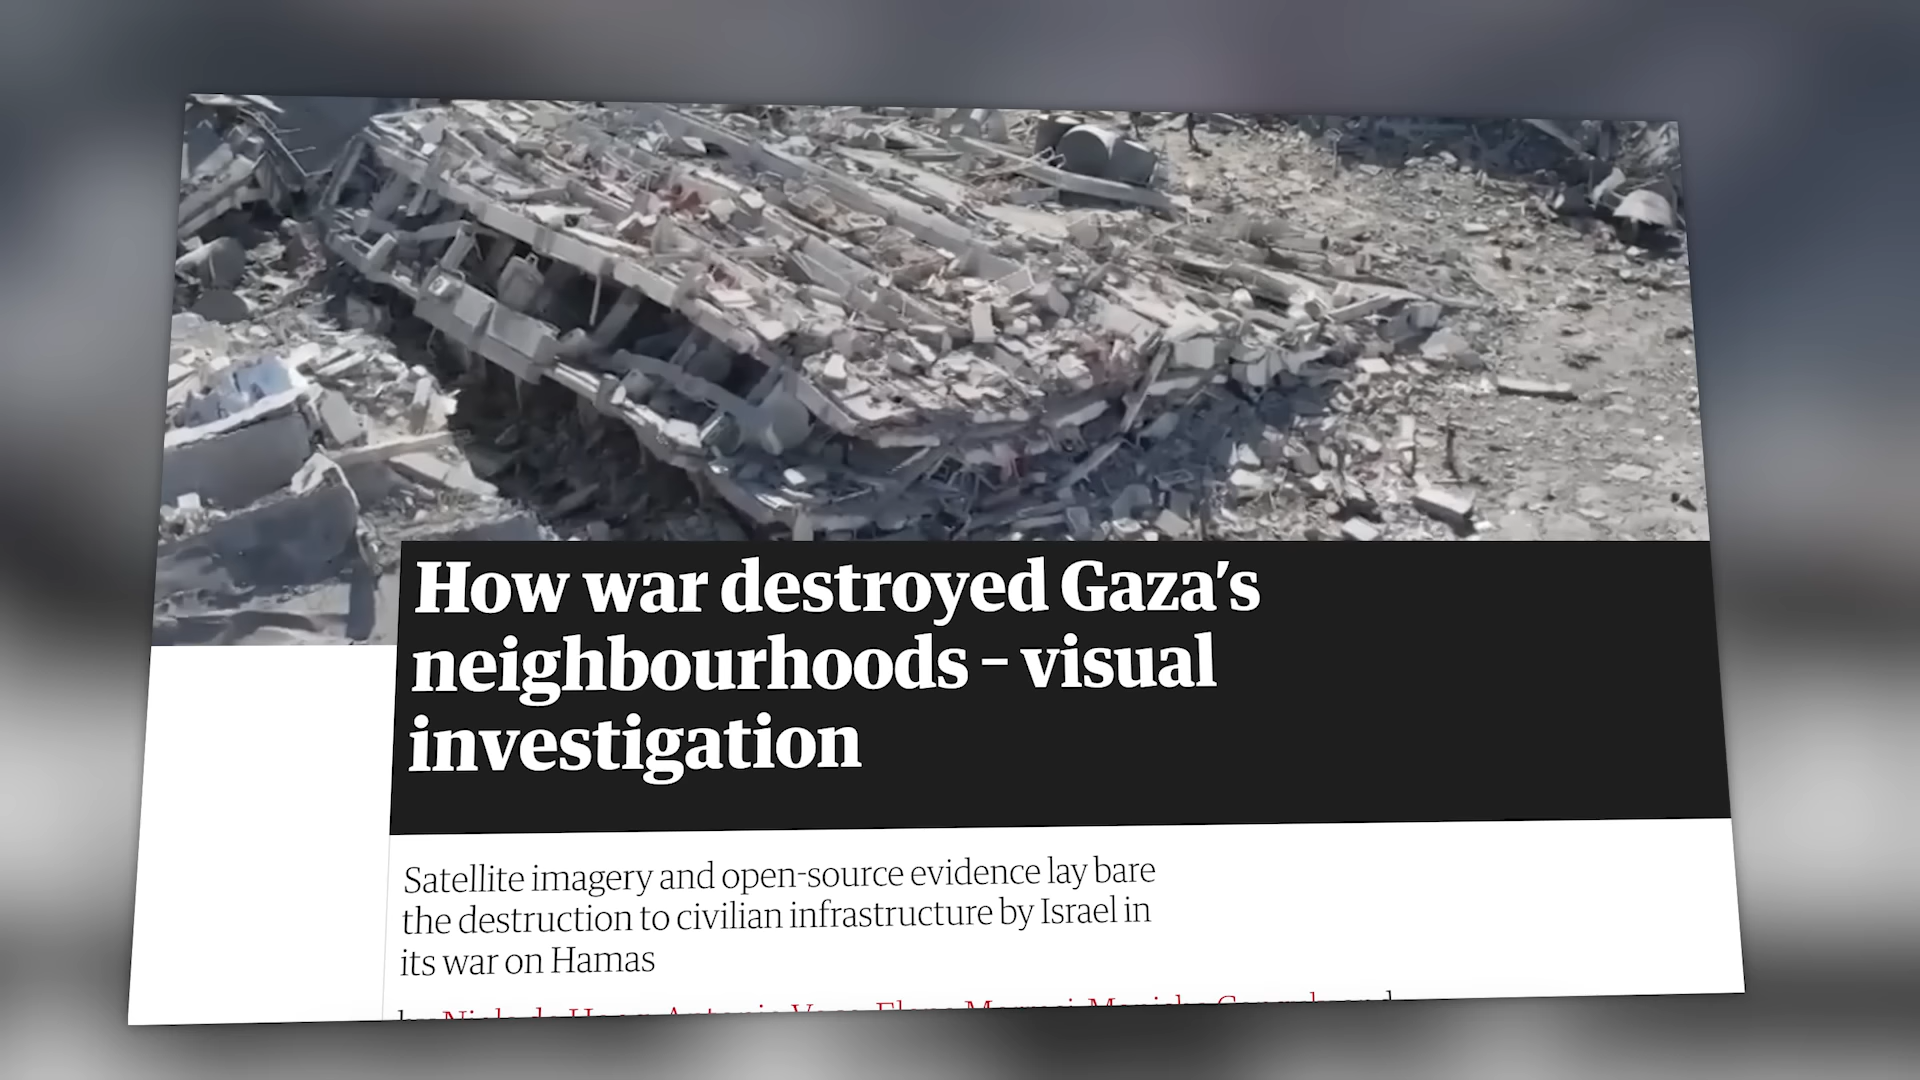 How war destroyed Gaza's
neighbourhoods – visual
investigation
Satellite imagery and open-source evidence lay bare
the destruction to civilian infrastructure by Israel in
its war on Hamas